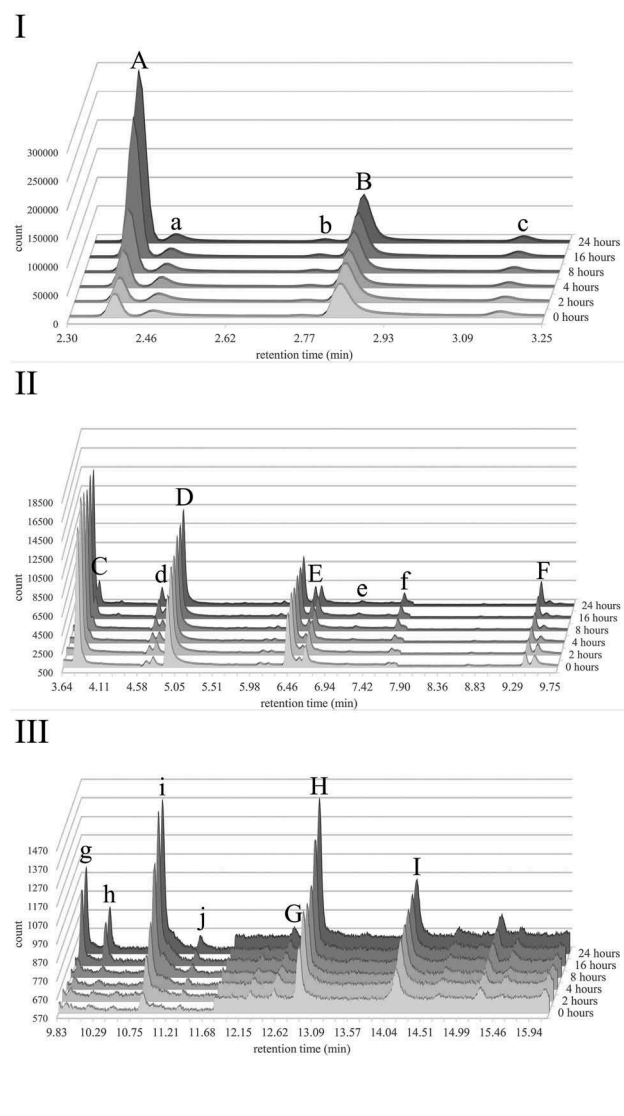 I
A
B
a
b
c
300000
250000
200000
150000
100000
50000
0
count
24 hours
16 hours
8 hours
4 hours
2 hours
0 hours
2.30 2.46 2.62 2.77 2.93 3.09 3.25
retention time (min)
II
C
d
D
E
e
f
F
18500
16500
14500
12500
10500
8500
6500
4500
2500
500
count
24 hours
16 hours
8 hours
4 hours
2 hours
0 hours
3.64 4.11 4.58 5.05 5.51 5.98 6.46 6.94 7.42 7.90 8.36 8.83 9.29 9.75
retention time (min)
III
g
h
i
j
G
H
I
1470
1370
1270
1170
1070
970
870
770
670
570
count
24 hours
16 hours
8 hours
4 hours
2 hours
0 hours
9.83 10.29 10.75 11.21 11.68 12.15 12.62 13.09 13.57 14.04 14.51 14.99 15.46 15.94
retention time (min)